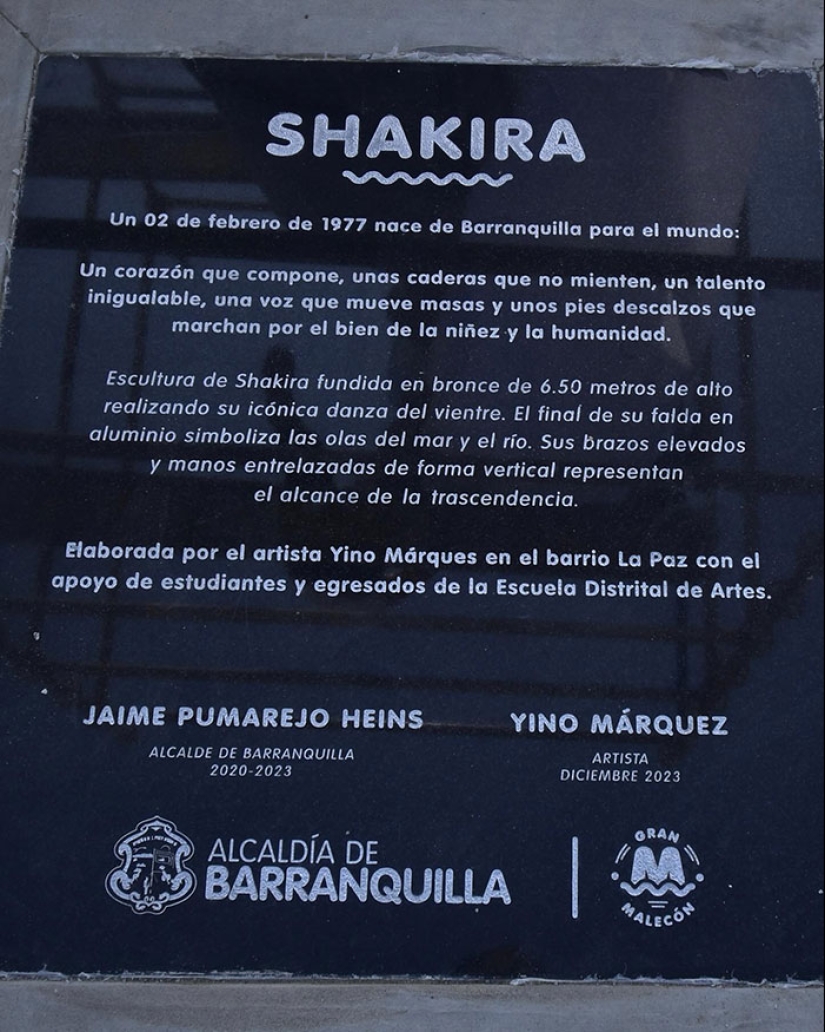 SHAKIRA
Un 02 de febrero de 1977 nace de Barranquilla para el mundo:
Un corazón que compone, unas caderas que no mienten, un talento
inigualable, una voz que mueve masas y unos pies descalzos que
marchan por el bien de la niñez y la humanidad.
Escultura de Shakira fundida en bronce de 6.50 metros de alto
realizando su icónica danza del vientre. El final de su falda en
aluminio simboliza las olas del mar y el río. Sus brazos elevados
y manos entrelazadas de forma vertical representan
el alcance de la trascendencia.
Elaborada por el artista Yino Márques en el barrio La Paz con el
apoyo de estudiantes y egresados de la Escuela Distrital de Artes.
JAIME PUMAREJO HEINS
ALCALDE DE BARRANQUILLA
2020-2023
YINO MÁRQUEZ
ARTISTA
DICIEMBRE 2023
ALCALDÍA DE
BARRANQUILLA
GRAN
M
MALECÓN